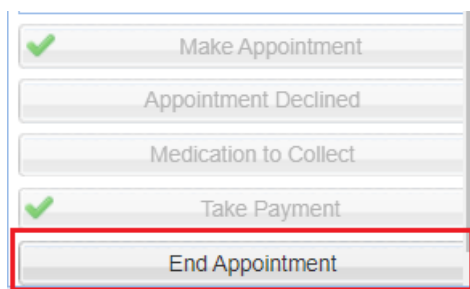 Make Appointment
Appointment Declined
Medication to Collect
Take Payment
End Appointment